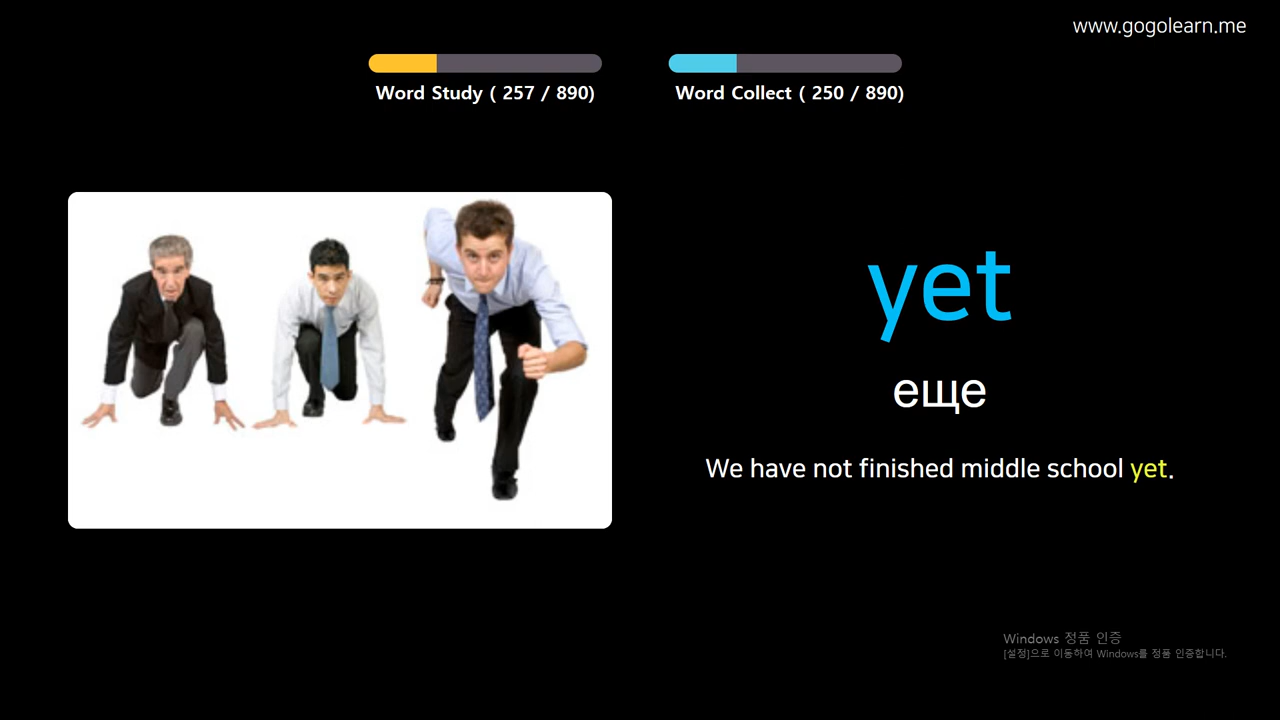 www.gogolearn.me
Word Study ( 257 / 890)
Word Collect ( 250 / 890)
yet
еще
We have not finished middle school yet.
Windows 정품 인증
[설정]으로 이동하여 Windows를 정품 인증합니다.